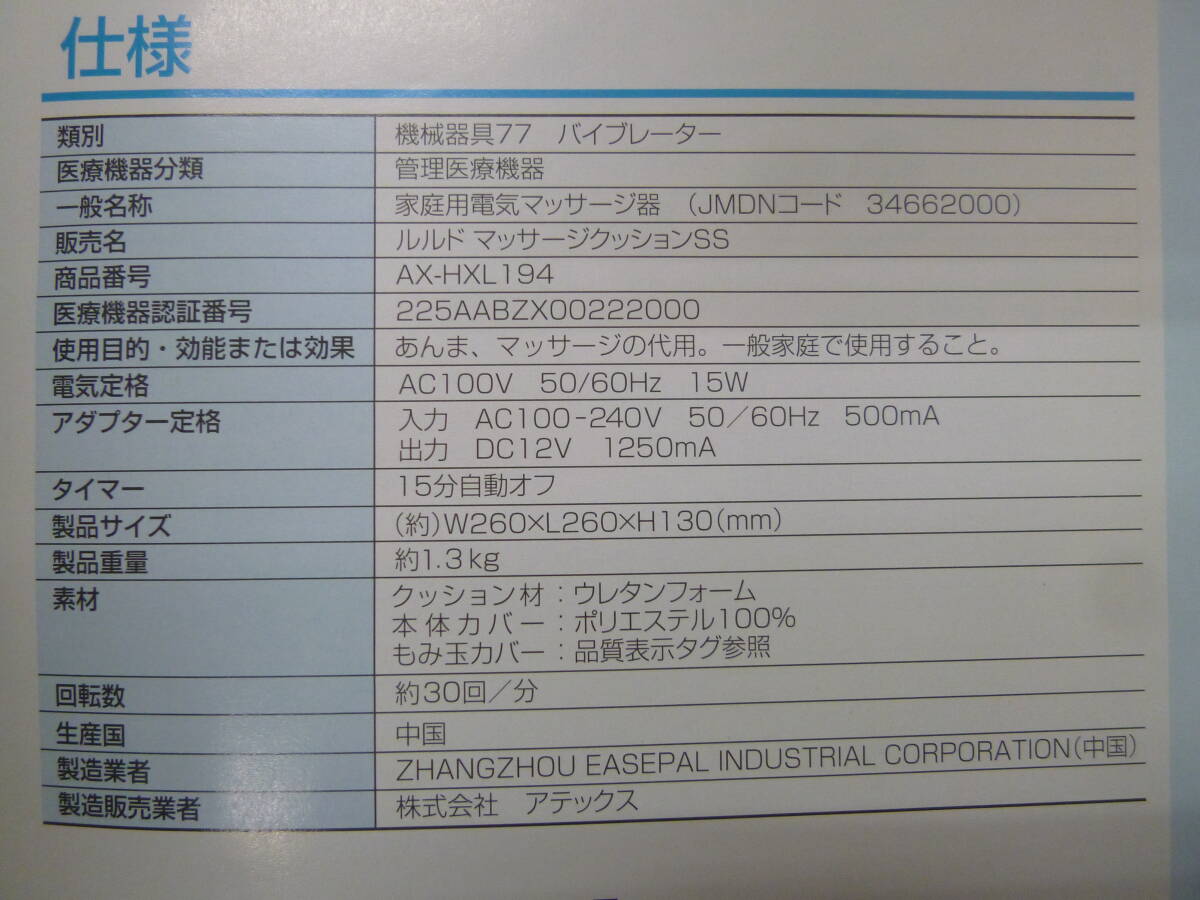 仕様
類別 機械器具77 バイブレーター
医療機器分類 管理医療機器
一般名称 家庭用電気マッサージ器 (JMDNコード 34662000)
販売名 ルルド マッサージクッションSS
商品番号 AX-HXL194
医療機器認証番号 225AABZX00222000
使用目的・効能または効果 あんま、マッサージの代用。一般家庭で使用すること。
電気定格 AC100V 50/60Hz 15W
アダプター定格 入力 AC100-240V 50/60Hz 500mA
出力 DC12V 1250mA
タイマー 15分自動オフ
製品サイズ (約)W260×L260×H130(mm)
製品重量 約1.3kg
素材 クッション材：ウレタンフォーム
本体カバー：ポリエステル100%
もみ玉カバー：品質表示タグ参照
回転数 約30回/分
生産国 中国
製造業者 ZHANGZHOU EASEPAL INDUSTRIAL CORPORATION(中国)
製造販売業者 株式会社 アテックス